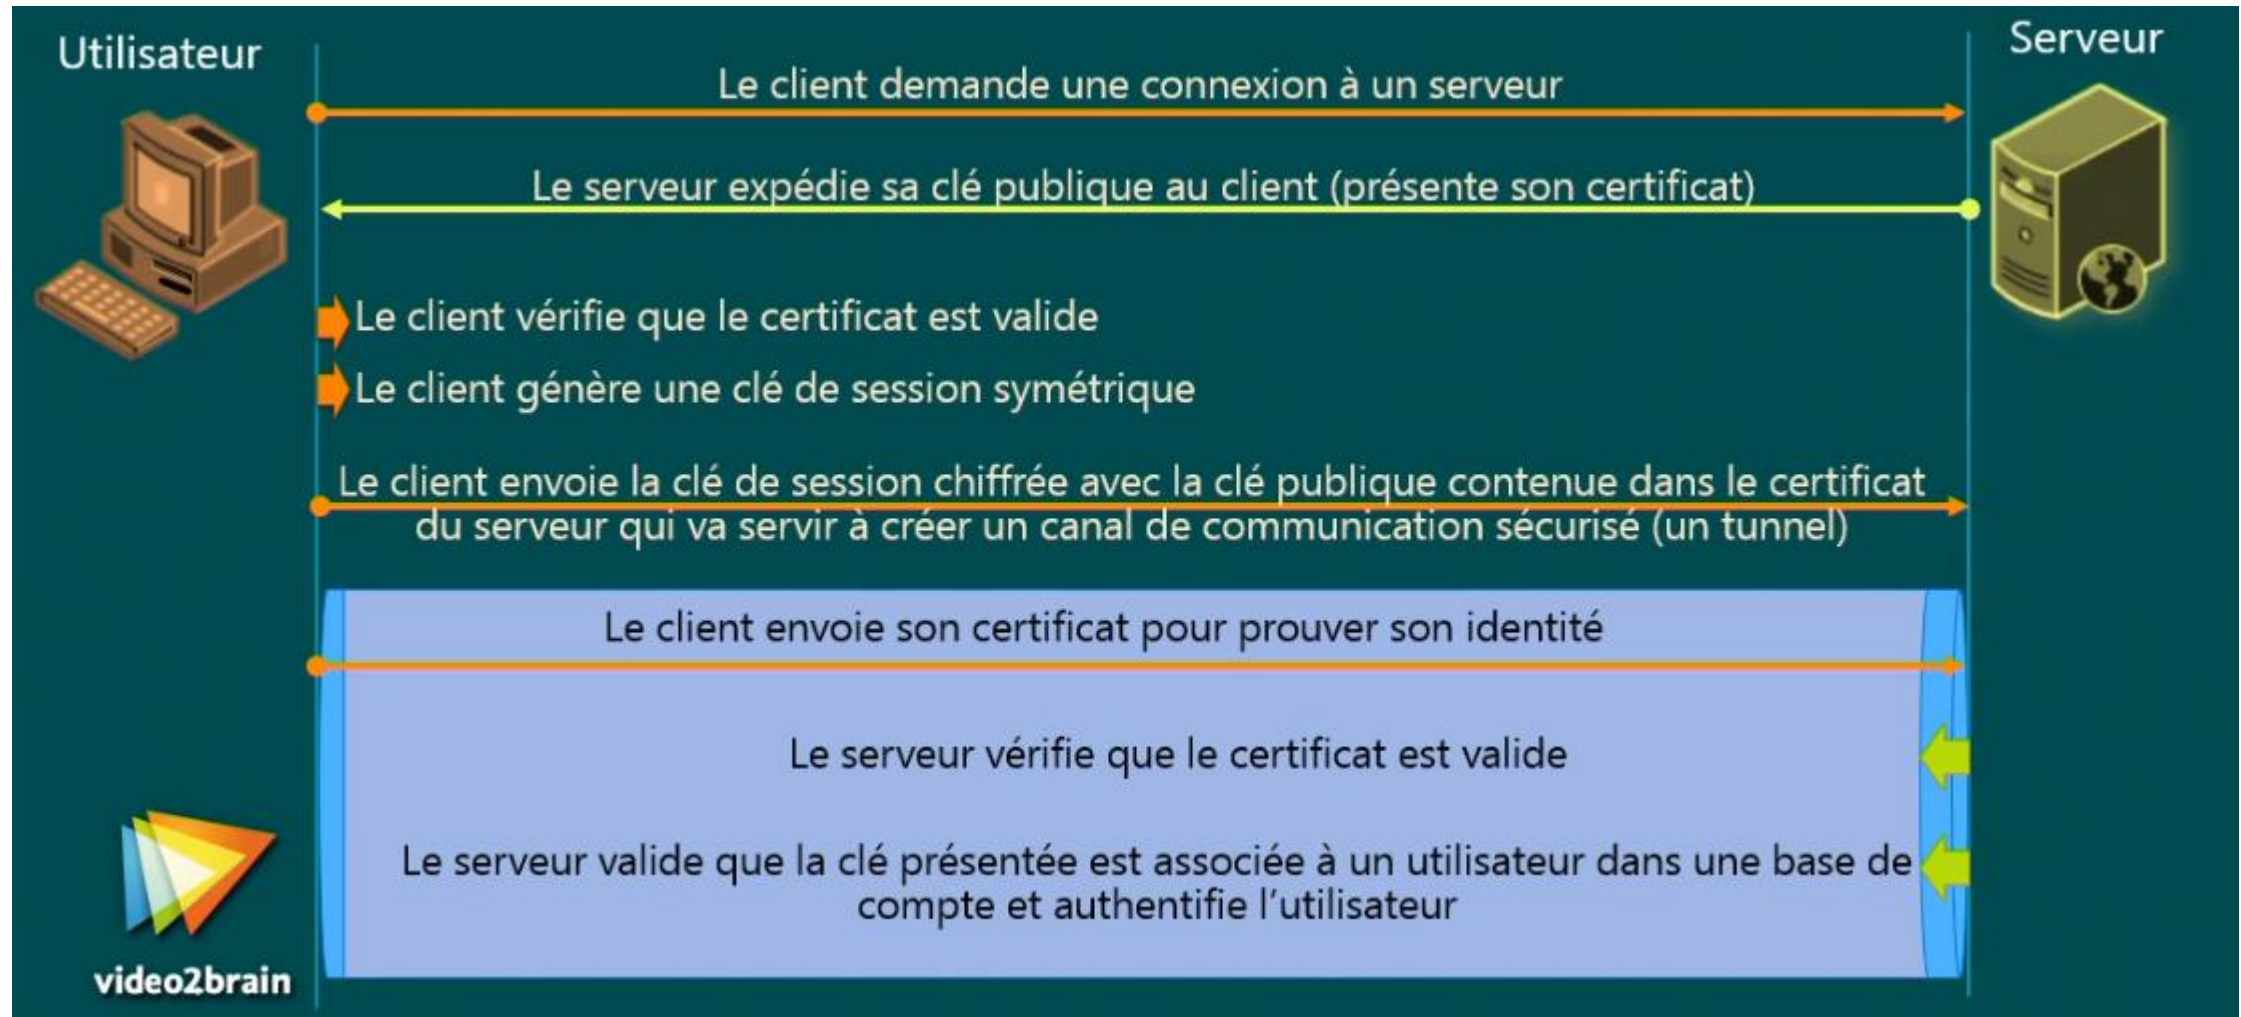 Utilisateur
Serveur
Le client demande une connexion à un serveur
Le serveur expédie sa clé publique au client (présente son certificat)
Le client vérifie que le certificat est valide
Le client génère une clé de session symétrique
Le client envoie la clé de session chiffrée avec la clé publique contenue dans le certificat
du serveur qui va servir à créer un canal de communication sécurisé (un tunnel)
Le client envoie son certificat pour prouver son identité
Le serveur vérifie que le certificat est valide
Le serveur valide que la clé présentée est associée à un utilisateur dans une base de
compte et authentifie l'utilisateur
video2brain